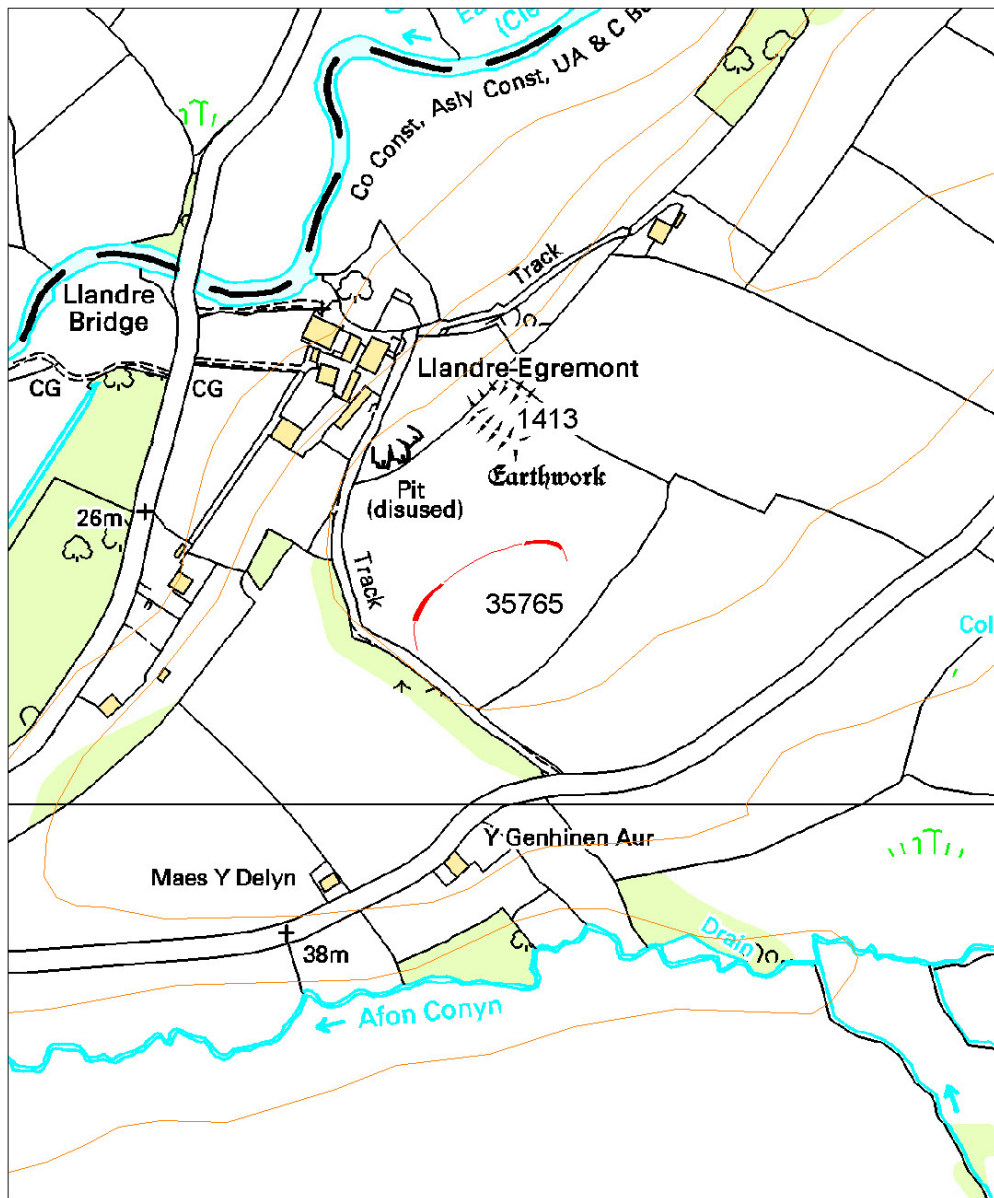 Co Const, Asly Const, UA & C B
Llandre
Bridge
Track
CG
CG
Llandre-Egremont
1413
Earthwork
Pit
(disused)
26m
Track
35765
Col
Y Genhinen Aur
Maes Y Delyn
38m
Drain
Afon Conyn